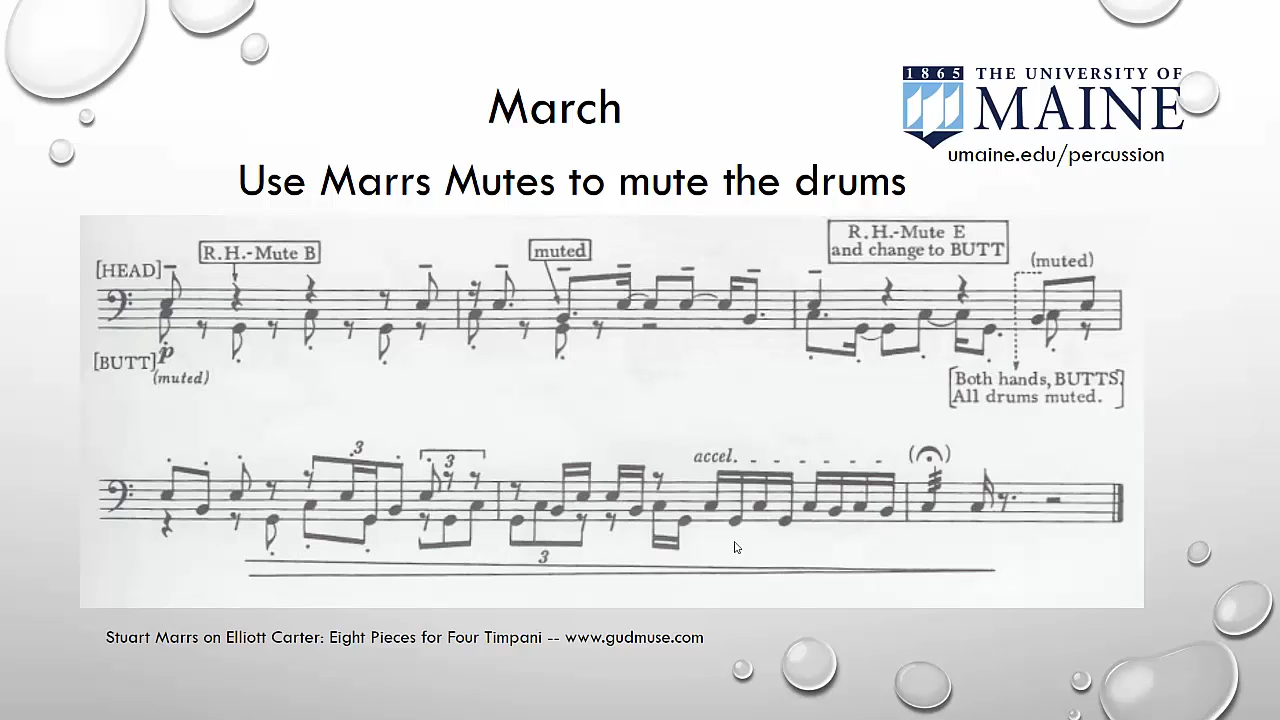 1865 THE UNIVERSITY OF
MAINE
umaine.edu/percussion
March
Use Marrs Mutes to mute the drums
R.H.-Mute B
muted
R.H.-Mute E
and change to BUTT
(muted)
[HEAD]
[BUTT]
p
(muted)
[Both hands, BUTTS.
All drums muted.]
3
3
accel.
3
Stuart Marrs on Elliott Carter: Eight Pieces for Four Timpani -- www.gudmuse.com